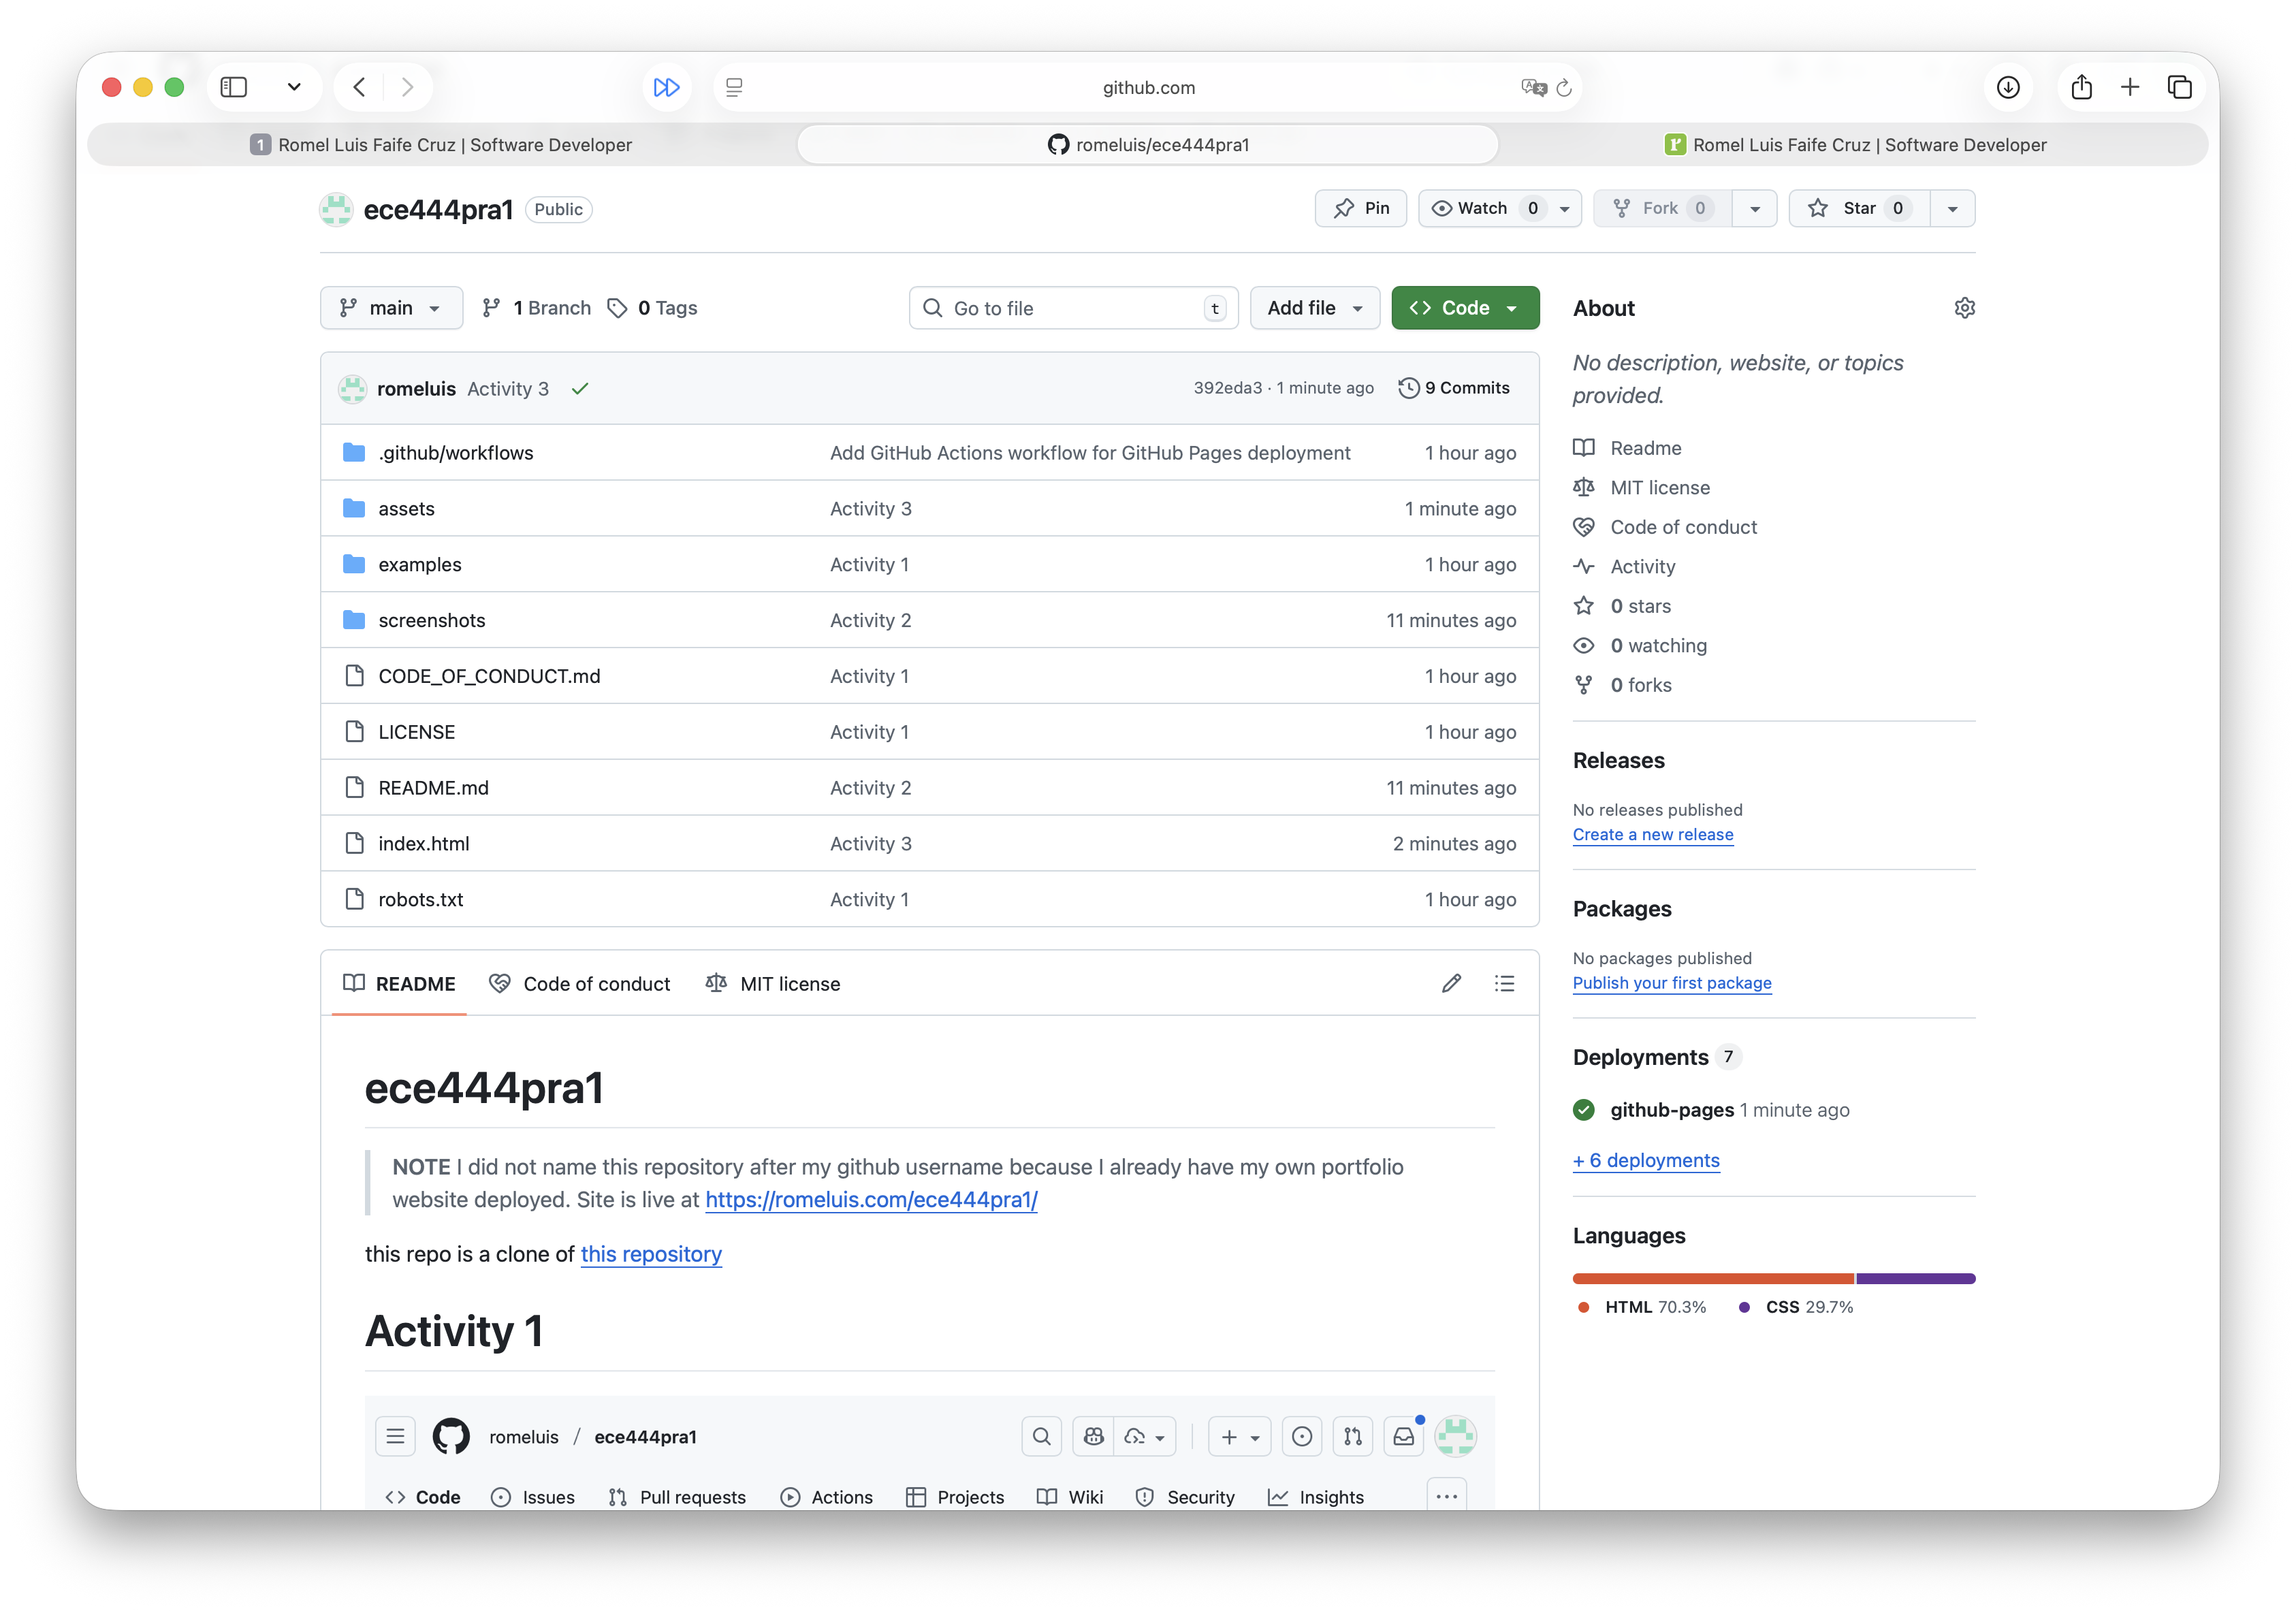 github.com
1 Romel Luis Faife Cruz | Software Developer
romeluis/ece444pra1
r Romel Luis Faife Cruz | Software Developer
ece444pra1 Public
Pin
Watch 0
Fork 0
Star 0
main
1 Branch
0 Tags
Go to file t
Add file
Code
romeluis Activity 3
392eda3 · 1 minute ago
9 Commits
.github/workflows Add GitHub Actions workflow for GitHub Pages deployment 1 hour ago
assets Activity 3 1 minute ago
examples Activity 1 1 hour ago
screenshots Activity 2 11 minutes ago
CODE_OF_CONDUCT.md Activity 1 1 hour ago
LICENSE Activity 1 1 hour ago
README.md Activity 2 11 minutes ago
index.html Activity 3 2 minutes ago
robots.txt Activity 1 1 hour ago
README
Code of conduct
MIT license
ece444pra1
NOTE I did not name this repository after my github username because I already have my own portfolio
website deployed. Site is live at https://romeluis.com/ece444pra1/
this repo is a clone of this repository
Activity 1
romeluis / ece444pra1
Code
Issues
Pull requests
Actions
Projects
Wiki
Security
Insights
About
No description, website, or topics
provided.
Readme
MIT license
Code of conduct
Activity
0 stars
0 watching
0 forks
Releases
No releases published
Create a new release
Packages
No packages published
Publish your first package
Deployments 7
github-pages 1 minute ago
+ 6 deployments
Languages
HTML 70.3%
CSS 29.7%